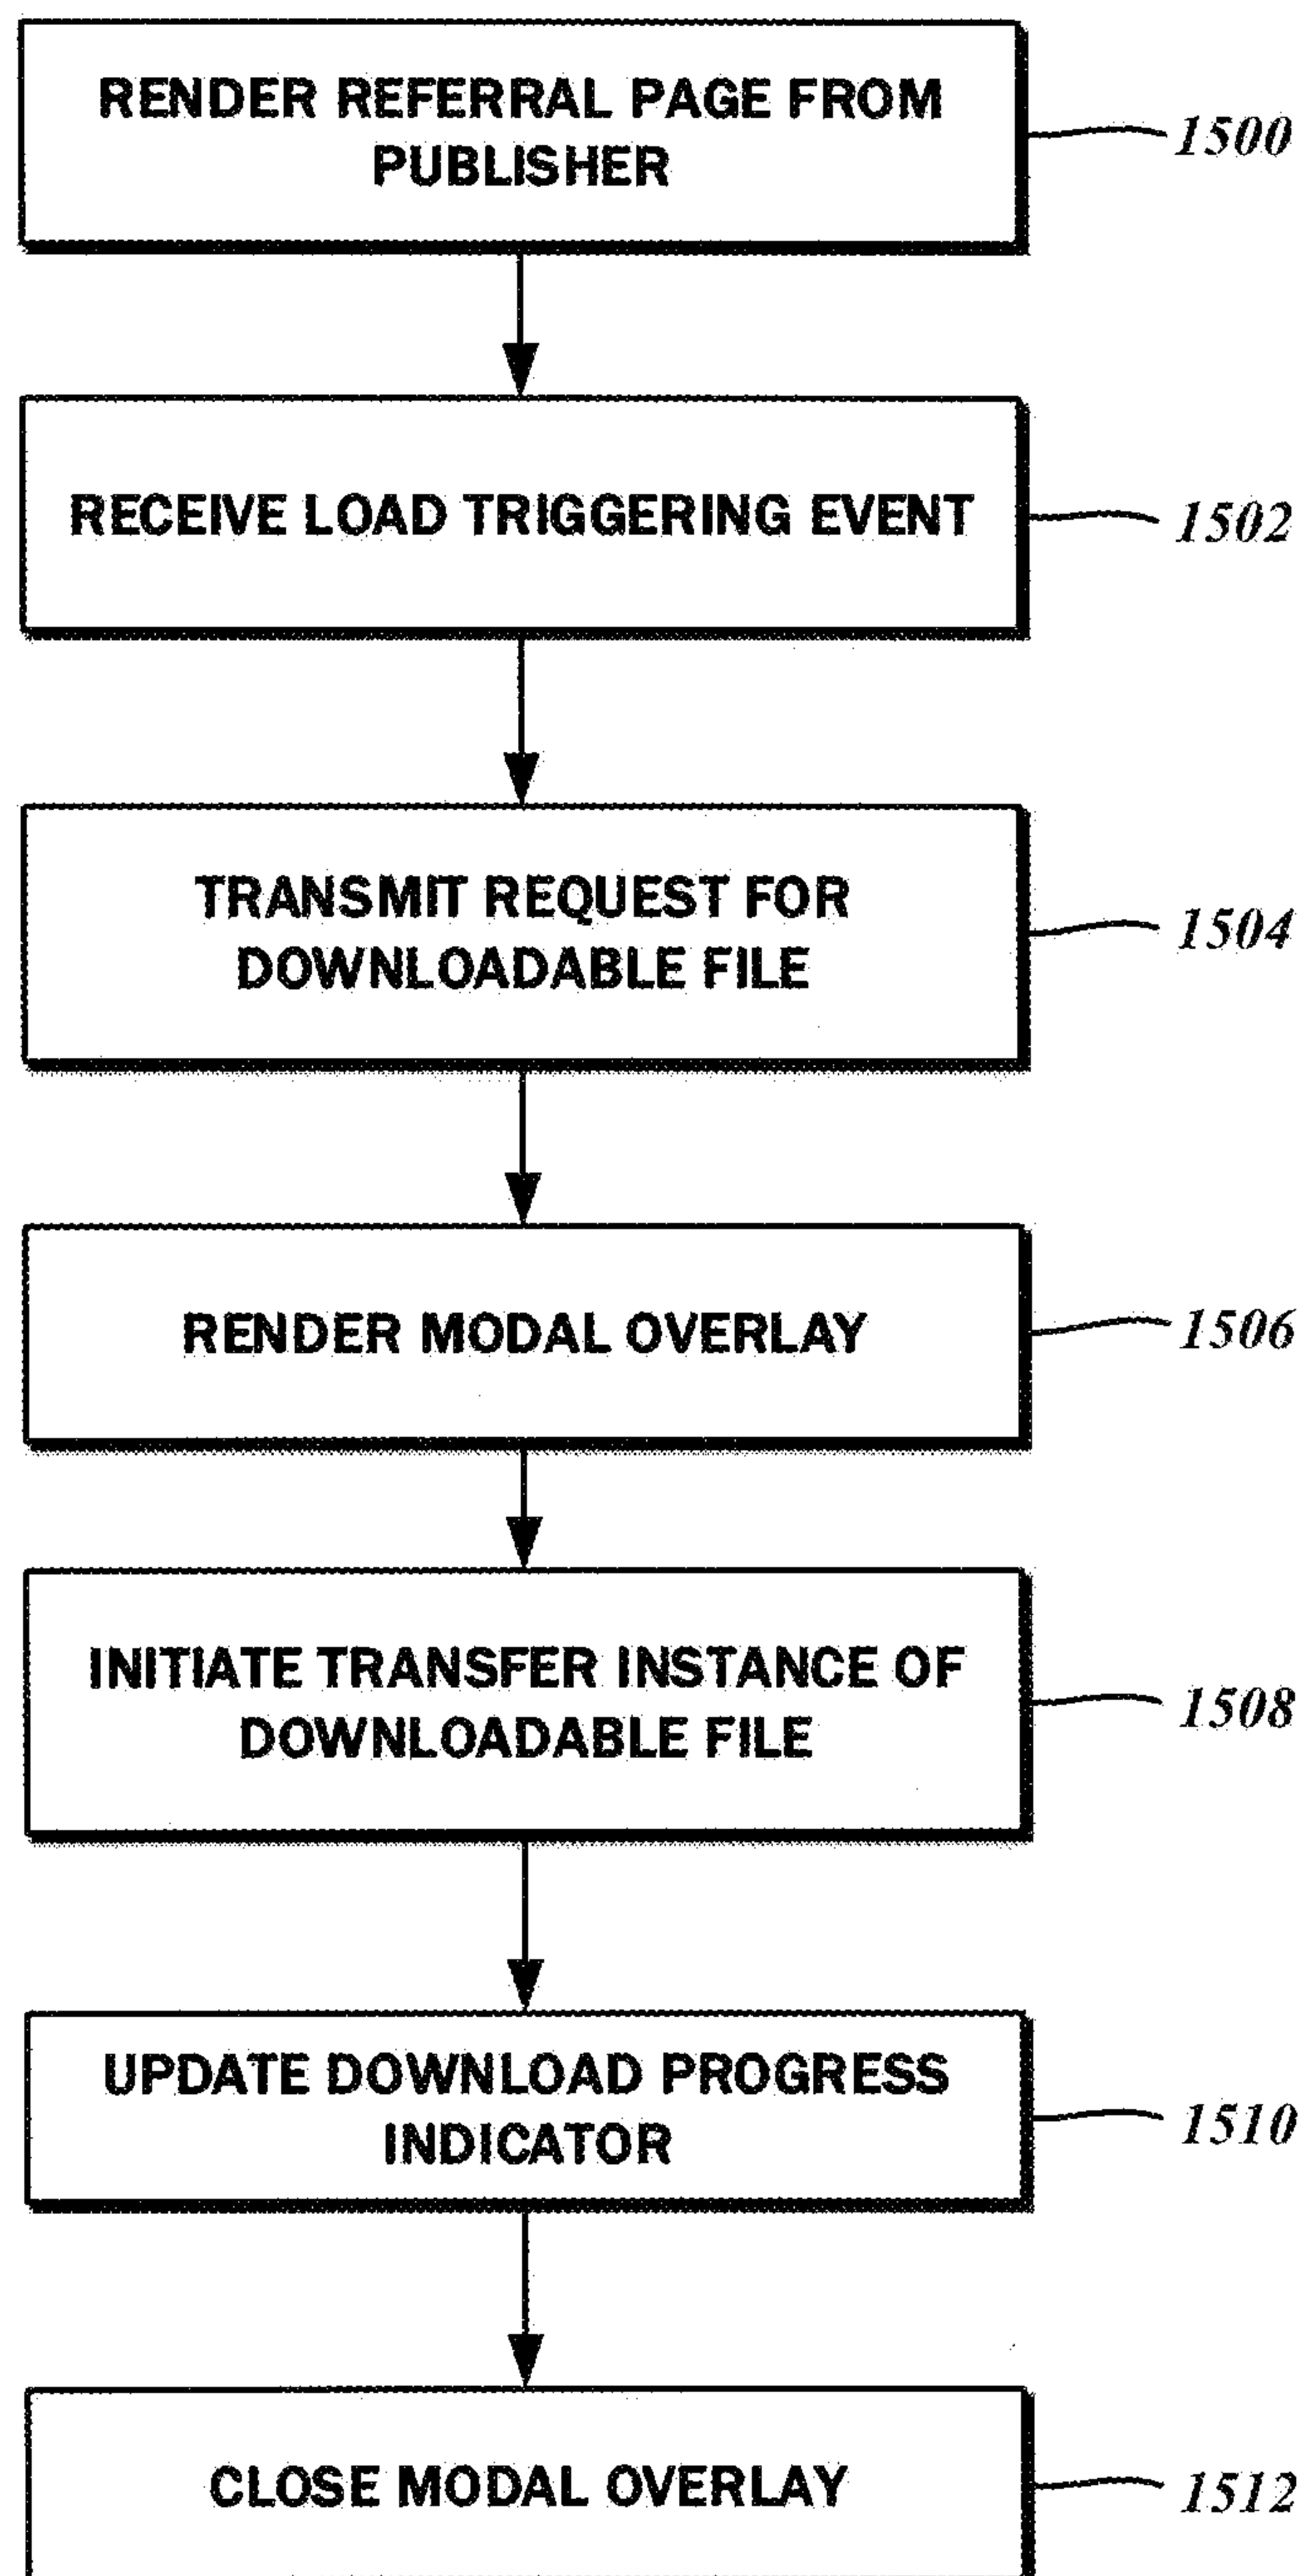 RENDER REFERRAL PAGE FROM
PUBLISHER
1500
RECEIVE LOAD TRIGGERING EVENT
1502
TRANSMIT REQUEST FOR
DOWNLOADABLE FILE
1504
RENDER MODAL OVERLAY
1506
INITIATE TRANSFER INSTANCE OF
DOWNLOADABLE FILE
1508
UPDATE DOWNLOAD PROGRESS
INDICATOR
1510
CLOSE MODAL OVERLAY
1512